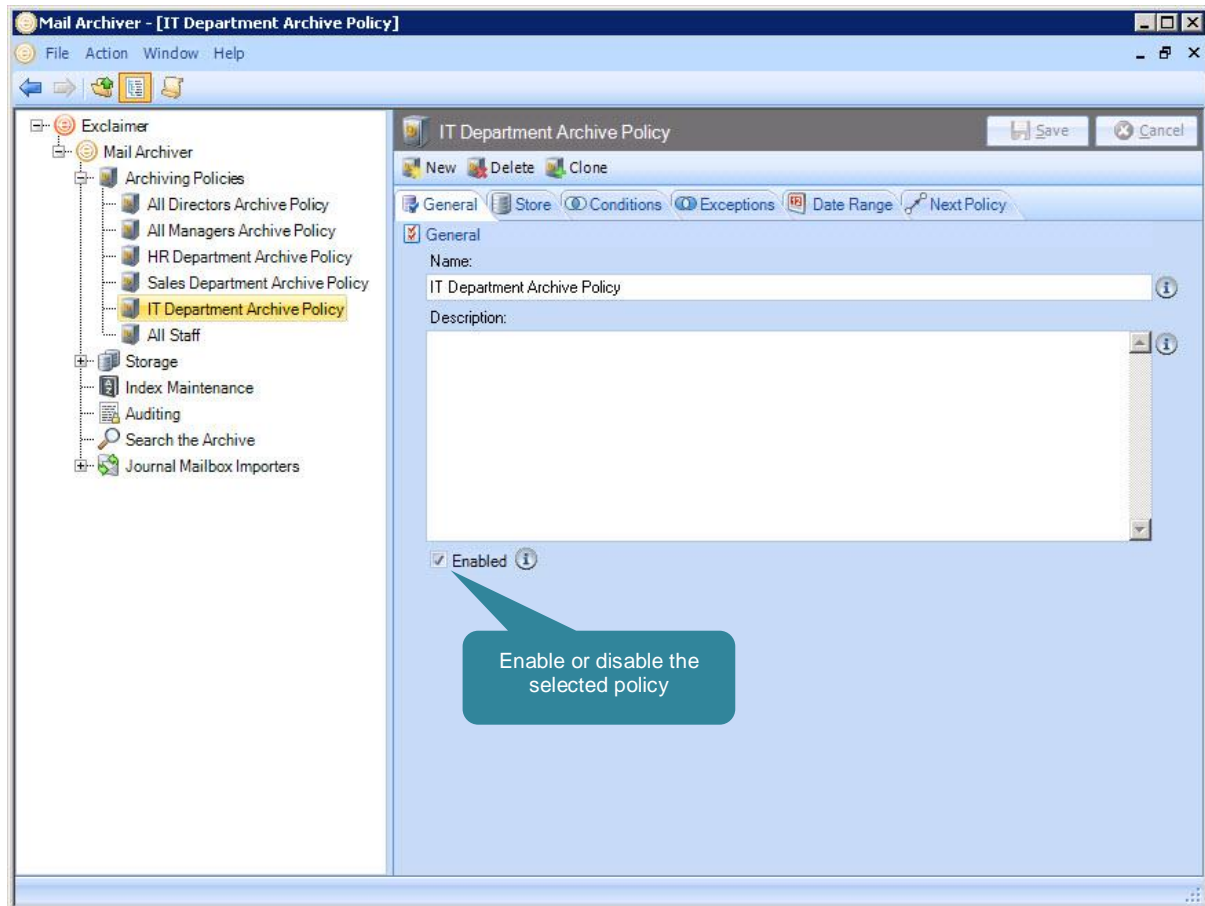 Mail Archiver - [IT Department Archive Policy]
File Action Window Help
Exclaimer
Mail Archiver
Archiving Policies
All Directors Archive Policy
All Managers Archive Policy
HR Department Archive Policy
Sales Department Archive Policy
IT Department Archive Policy
All Staff
Storage
Index Maintenance
Auditing
Search the Archive
Journal Mailbox Importers
IT Department Archive Policy
Save
Cancel
New Delete Clone
General Store Conditions Exceptions Date Range Next Policy
General
Name:
IT Department Archive Policy
Description:
Enabled
Enable or disable the
selected policy